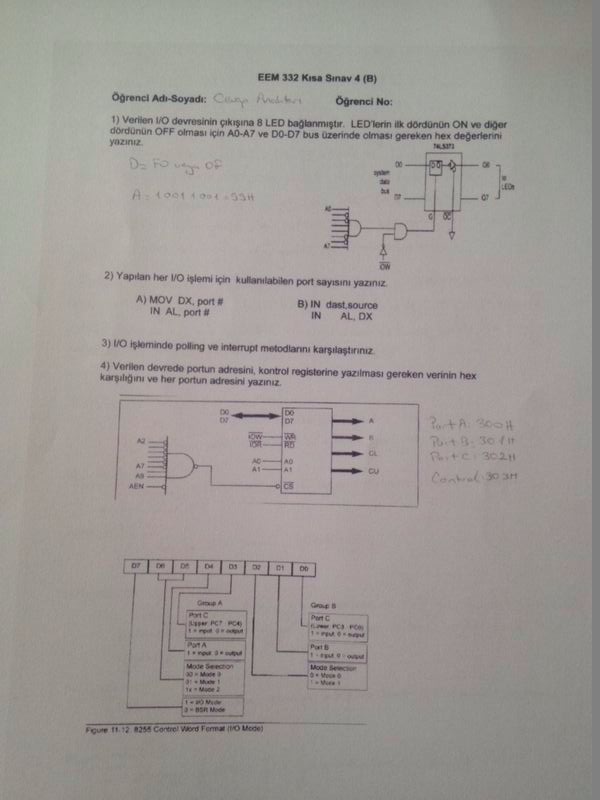 EEM 332 Kısa Sınav 4 (B)
Öğrenci Adı-Soyadı:
Öğrenci No:
1) Verilen I/O devresinin çıkışına 8 LED bağlanmıştır. LED'lerin ilk dördünün ON ve diğer
dördünün OFF olması için A0-A7 ve D0-D7 bus üzerinde olması gereken hex değerlerini
yazınız.
D= F0 veya 0F
A = 1001 1001 = 99H
74LS373
D0
D Q
Q0
system
data
bus
D7
Q7
to
LEDs
G
OC
A0
A7
IOW
2) Yapılan her I/O işlemi için kullanılabilen port sayısını yazınız.
A) MOV DX, port #
IN AL, port #
B) IN dast,source
IN AL, DX
3) I/O işleminde polling ve interrupt metodlarını karşılaştırınız.
4) Verilen devrede portun adresini, kontrol registerine yazılması gereken verinin hex
karşılığını ve her portun adresini yazınız.
D0
D7
D0
D7
A
IOW
WR
B
IOR
RD
A2
CL
A0
A0
A7
A1
A1
CU
A9
AEN
CS
Port A: 300H
Port B: 301H
Port C: 302H
Control: 303H
D7 D6 D5 D4 D3 D2 D1 D0
Group A
Port C
(Upper PC7 - PC4)
1 = input 0 = output
Port A
1 = input 0 = output
Mode Selection
00 = Mode 0
01 = Mode 1
1x = Mode 2
1 = I/O Mode
0 = BSR Mode
Group B
Port C
(Lower PC3 - PC0)
1 = input 0 = output
Port B
1 = input 0 = output
Mode Selection
0 = Mode 0
1 = Mode 1
Figure 11-12. 8255 Control Word Format (I/O Mode)